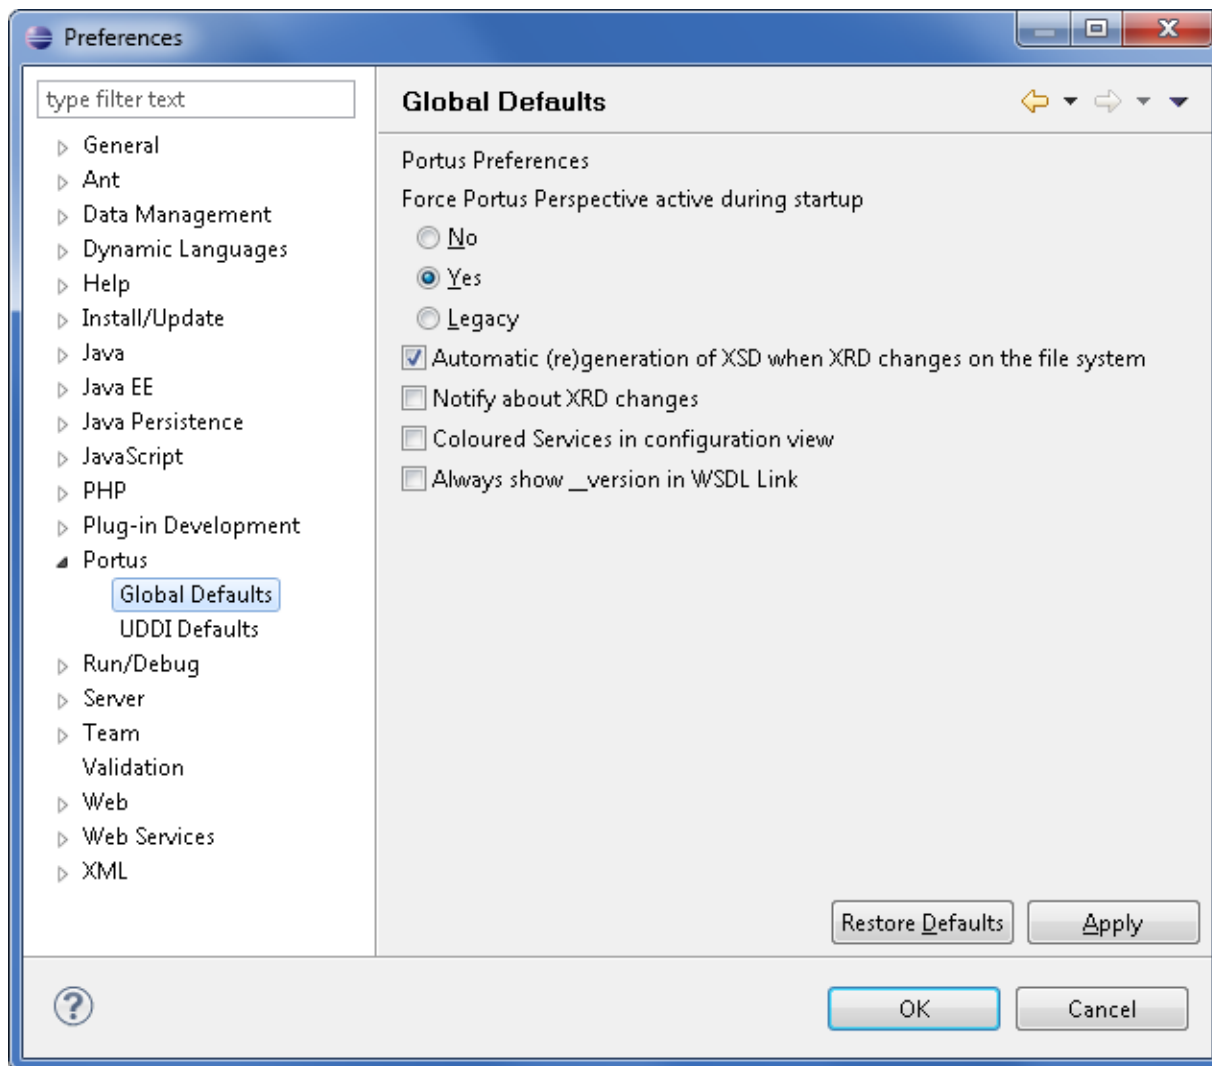 Preferences
type filter text
General
Ant
Data Management
Dynamic Languages
Help
Install/Update
Java
Java EE
Java Persistence
JavaScript
PHP
Plug-in Development
Portus
Global Defaults
UDDI Defaults
Run/Debug
Server
Team
Validation
Web
Web Services
XML
Global Defaults
Portus Preferences
Force Portus Perspective active during startup
No
Yes
Legacy
Automatic (re)generation of XSD when XRD changes on the file system
Notify about XRD changes
Coloured Services in configuration view
Always show __version in WSDL Link
Restore Defaults
Apply
?
OK
Cancel